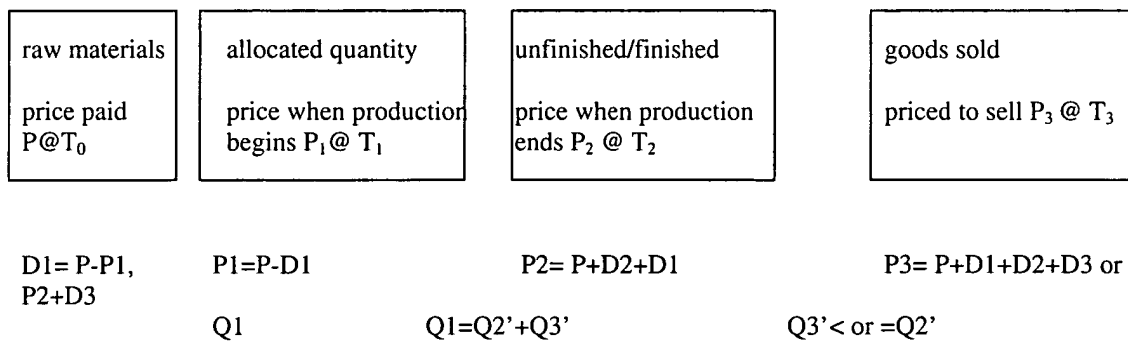 raw materials
price paid
P@T₀
allocated quantity
price when production
begins P₁@ T₁
unfinished/finished
price when production
ends P₂ @ T₂
goods sold
priced to sell P₃ @ T₃
D1= P-P1,
P1=P-D1
P2= P+D2+D1
P3= P+D1+D2+D3 or
P2+D3
Q1
Q1=Q2’+Q3’
Q3’< or =Q2’